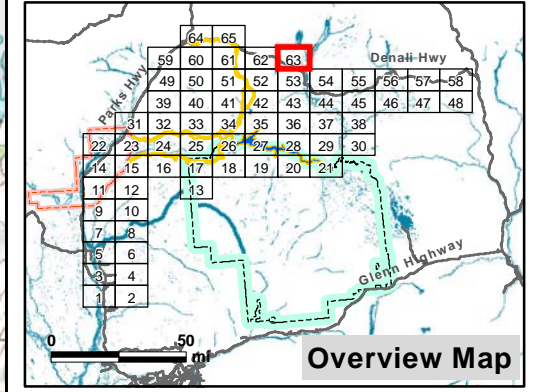 64 65
59 60 61 62 63
Denali Hwy
Parks Hwy
49 50 51 52 53 54 55 56 57 58
39 40 41 42 43 44 45 46 47 48
31 32 33 34 35 36 37 38
22 23 24 25 26 27 28 29 30
14 15 16 17 18 19 20 21
11 12 13
9 10
7 8
5 6
Glenn Highway
3 4
1 2
0 50
mi
Overview Map